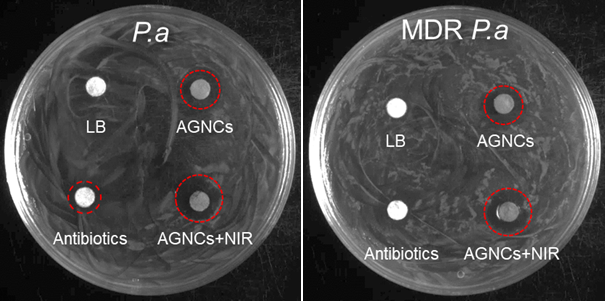 P.a
LB
AGNCs
Antibiotics
AGNCs+NIR
MDR P.a
LB
AGNCs
Antibiotics
AGNCs+NIR